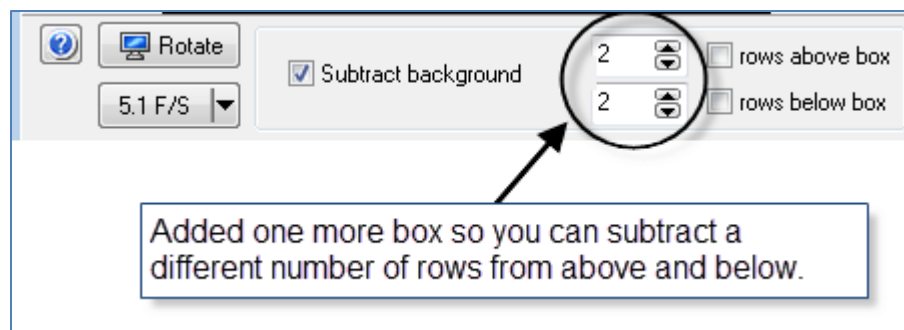 ?
Rotate
5.1 F/S
Subtract background
2
rows above box
2
rows below box
Added one more box so you can subtract a
different number of rows from above and below.